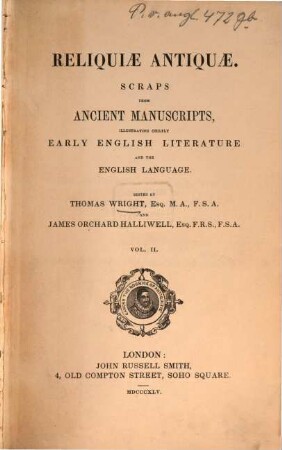 P.o. angl. 472 gb
RELIQUIÆ ANTIQUÆ.
SCRAPS
FROM
ANCIENT MANUSCRIPTS,
ILLUSTRATING CHIEFLY
EARLY ENGLISH LITERATURE
AND THE
ENGLISH LANGUAGE.
EDITED BY
THOMAS WRIGHT, ESQ. M.A., F.S.A.
AND
JAMES ORCHARD HALLIWELL, ESQ. F.R.S., F.S.A.
VOL. II.
LONDON:
JOHN RUSSELL SMITH,
4, OLD COMPTON STREET, SOHO SQUARE.
MDCCCXLV.